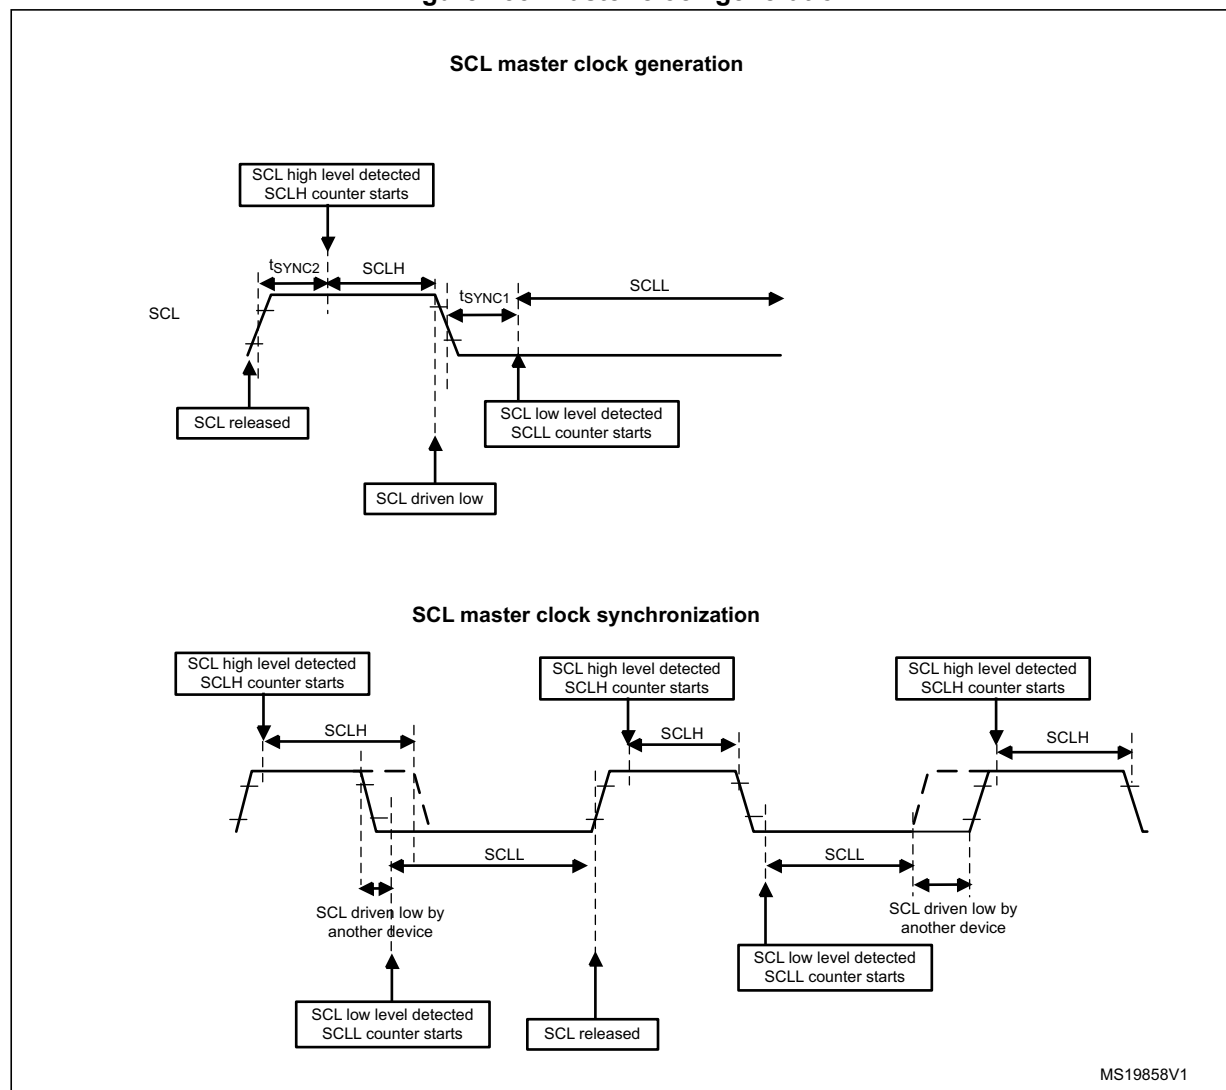 SCL master clock generation
SCL high level detected
SCLH counter starts
tSYNC2
SCLH
SCLL
tSYNC1
SCL
SCL released
SCL low level detected
SCLL counter starts
SCL driven low
SCL master clock synchronization
SCL high level detected
SCLH counter starts
SCL high level detected
SCLH counter starts
SCL high level detected
SCLH counter starts
SCLH
SCLH
SCLH
SCLL
SCLL
SCL driven low by
another device
SCL driven low by
another device
SCL low level detected
SCLL counter starts
SCL low level detected
SCLL counter starts
SCL released
MS19858V1